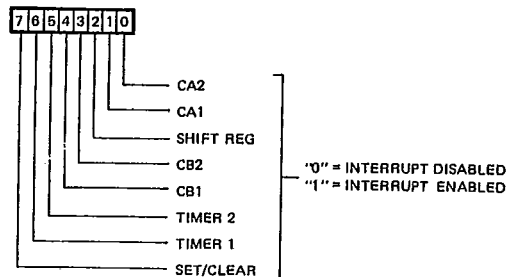 7 6 5 4 3 2 1 0
CA2
CA1
SHIFT REG
CB2
CB1
TIMER 2
TIMER 1
SET/CLEAR
"0" = INTERRUPT DISABLED
"1" = INTERRUPT ENABLED